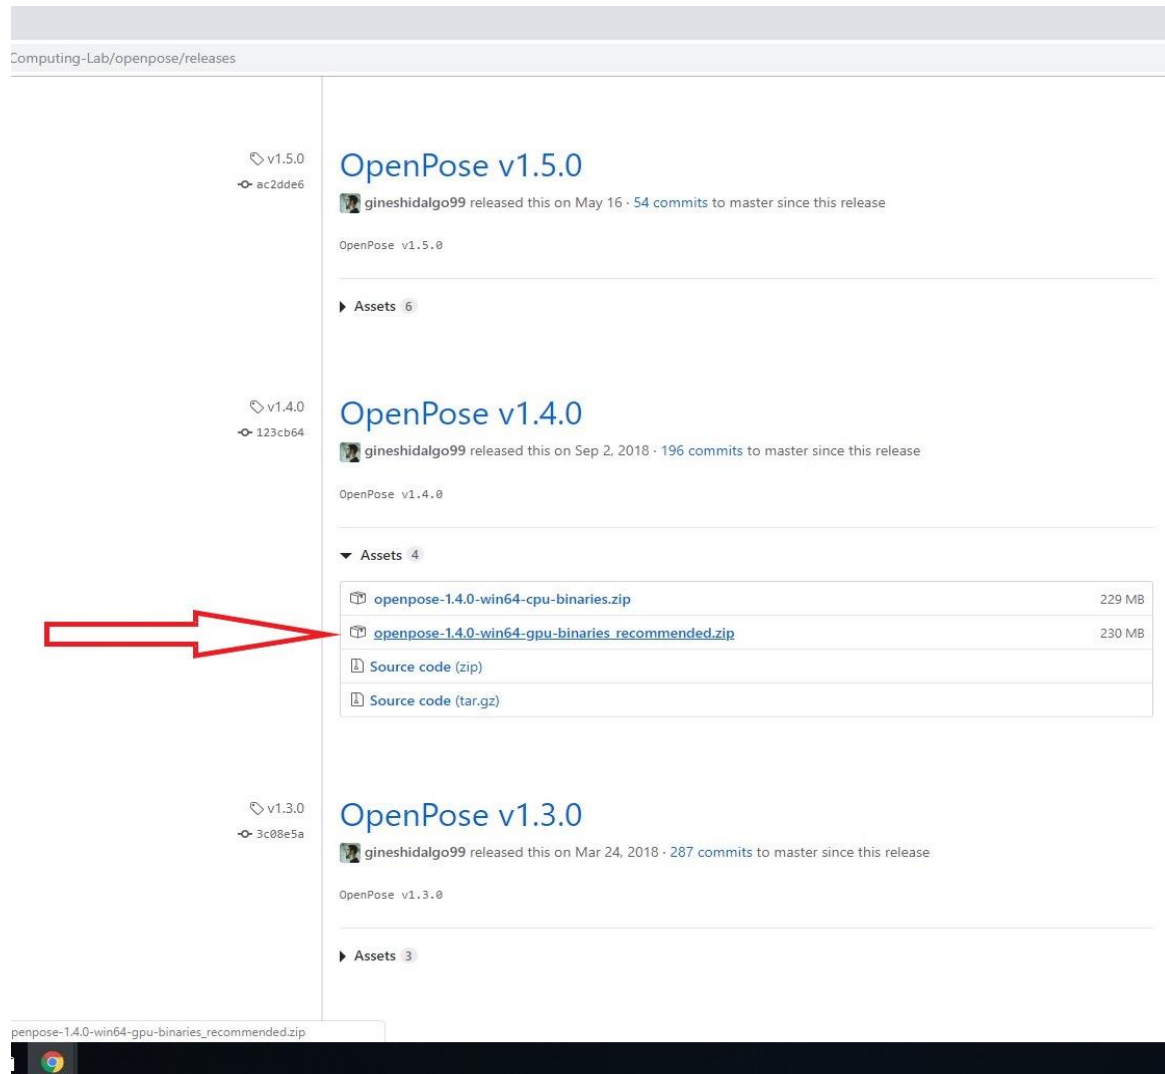 Computing-Lab/openpose/releases
v1.5.0
ac2dde6
OpenPose v1.5.0
gineshidalgo99 released this on May 16 · 54 commits to master since this release
OpenPose v1.5.0
Assets 6
v1.4.0
123cb64
OpenPose v1.4.0
gineshidalgo99 released this on Sep 2, 2018 · 196 commits to master since this release
OpenPose v1.4.0
Assets 4
openpose-1.4.0-win64-cpu-binaries.zip 229 MB
openpose-1.4.0-win64-gpu-binaries_recommended.zip 230 MB
Source code (zip)
Source code (tar.gz)
v1.3.0
3c08e5a
OpenPose v1.3.0
gineshidalgo99 released this on Mar 24, 2018 · 287 commits to master since this release
OpenPose v1.3.0
Assets 3
penpose-1.4.0-win64-gpu-binaries_recommended.zip